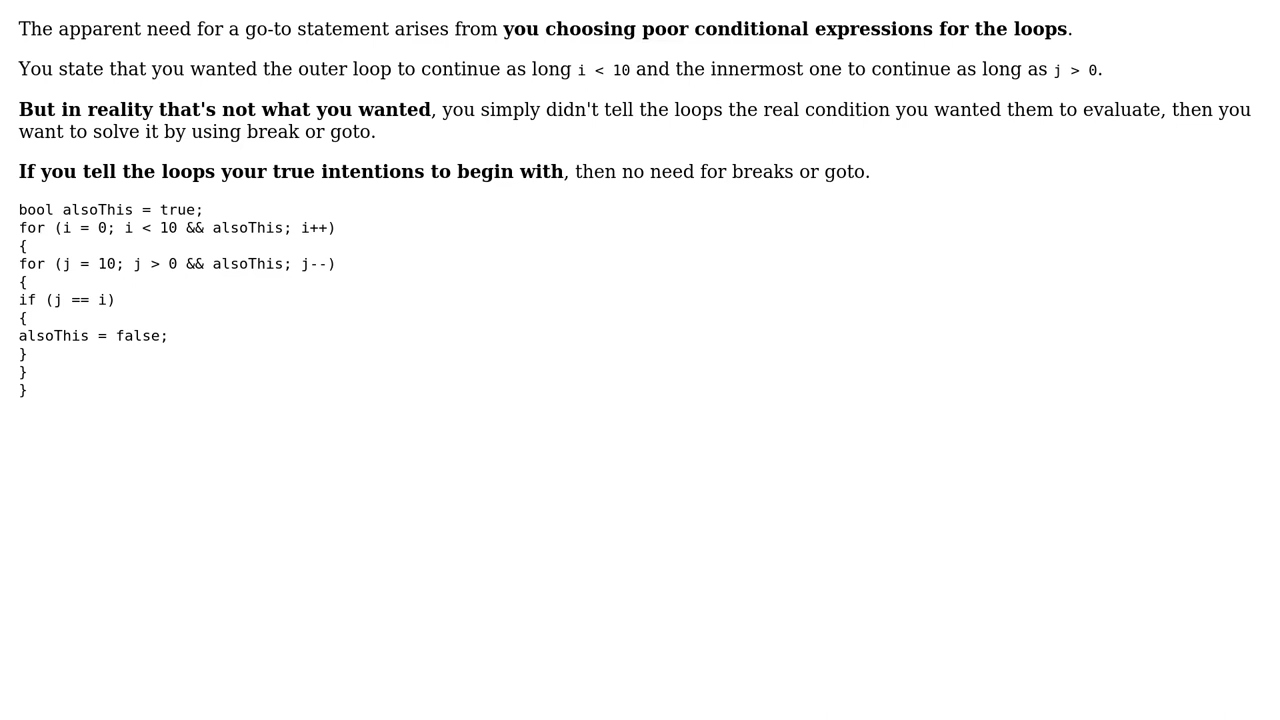 The apparent need for a go-to statement arises from you choosing poor conditional expressions for the loops.
You state that you wanted the outer loop to continue as long i < 10 and the innermost one to continue as long as j > 0.
But in reality that's not what you wanted, you simply didn't tell the loops the real condition you wanted them to evaluate, then you
want to solve it by using break or goto.
If you tell the loops your true intentions to begin with, then no need for breaks or goto.
bool alsoThis = true;
for (i = 0; i < 10 && alsoThis; i++)
{
for (j = 10; j > 0 && alsoThis; j--)
{
if (j == i)
{
alsoThis = false;
}
}
}